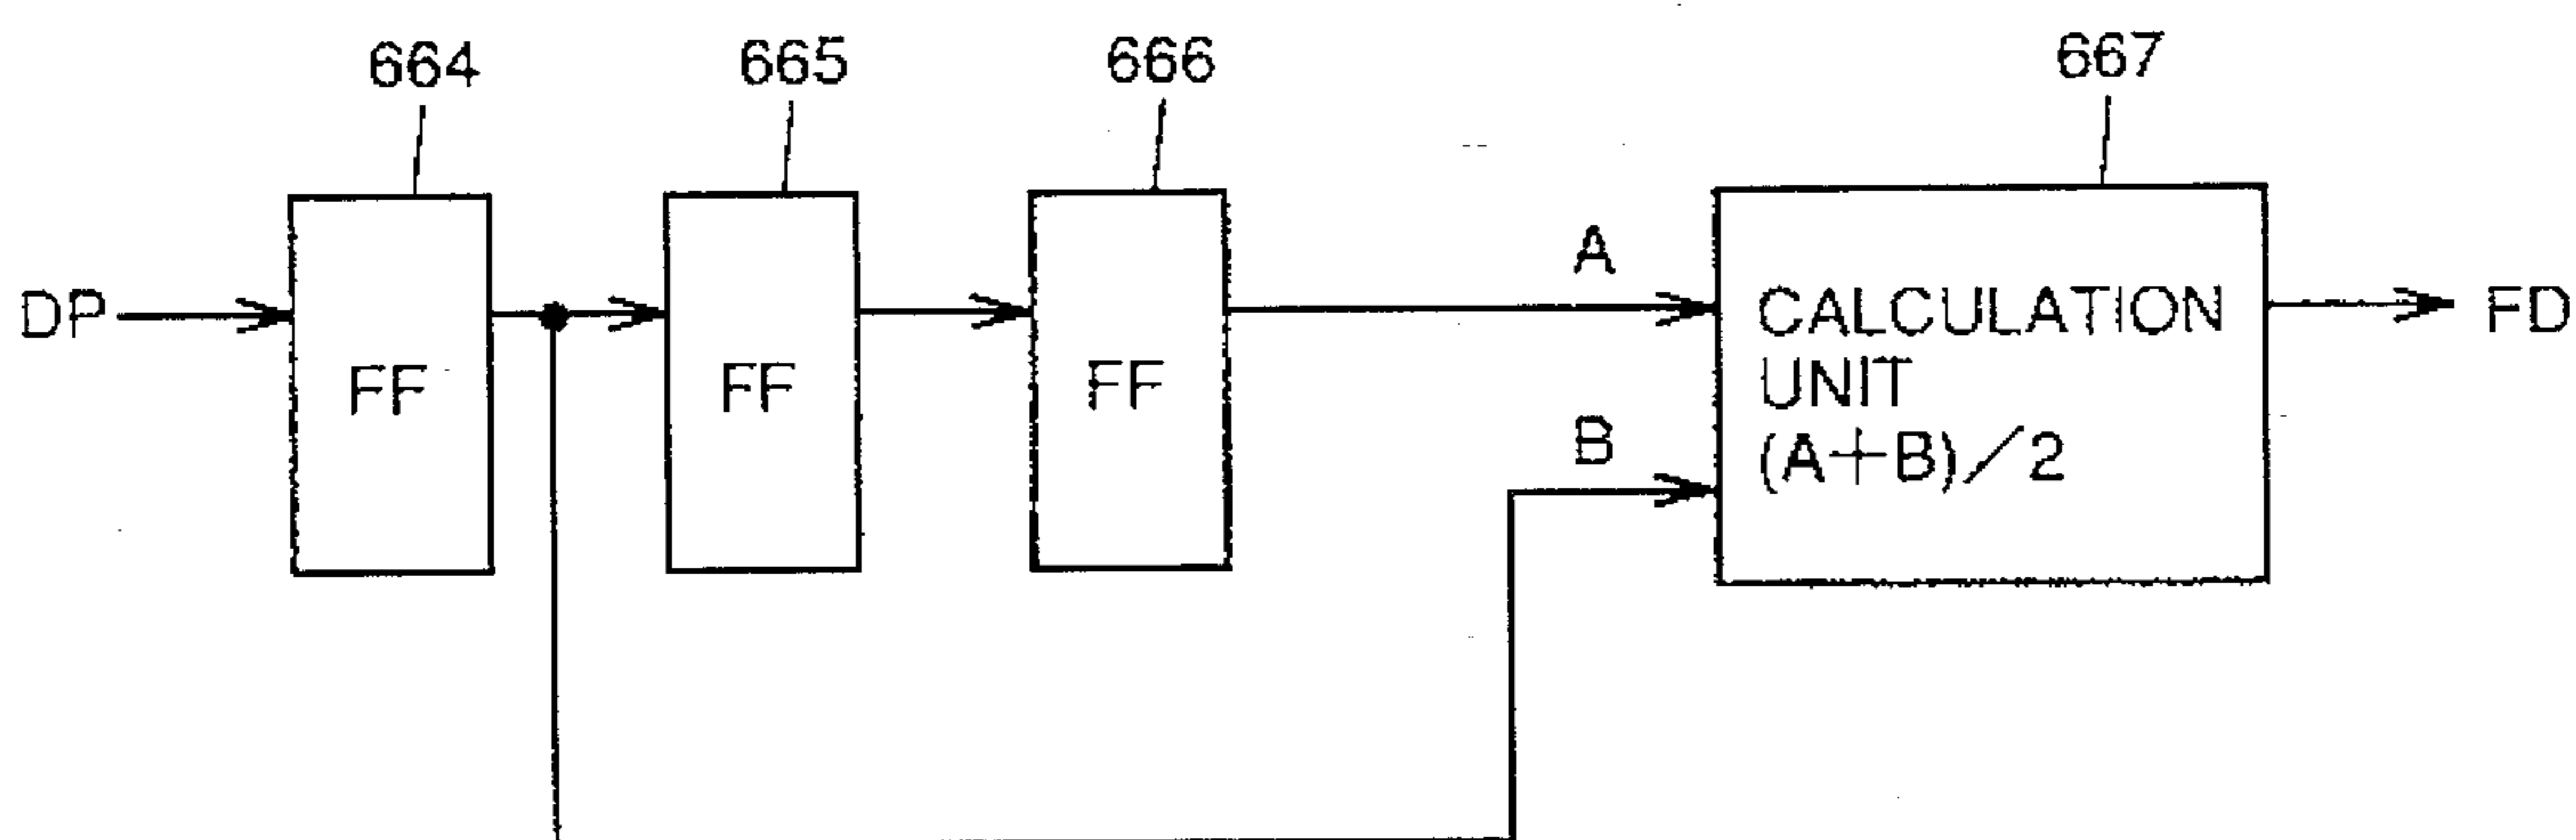 664
665
666
667
DP
FF
FF
FF
A
B
CALCULATION
UNIT
(A+B)/2
FD